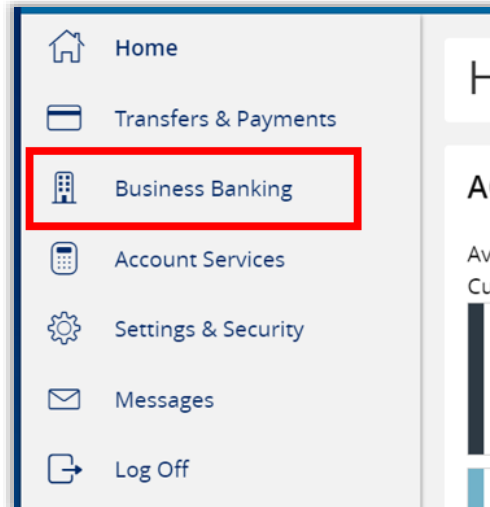 Home
Transfers & Payments
Business Banking
Account Services
Settings & Security
Messages
Log Off